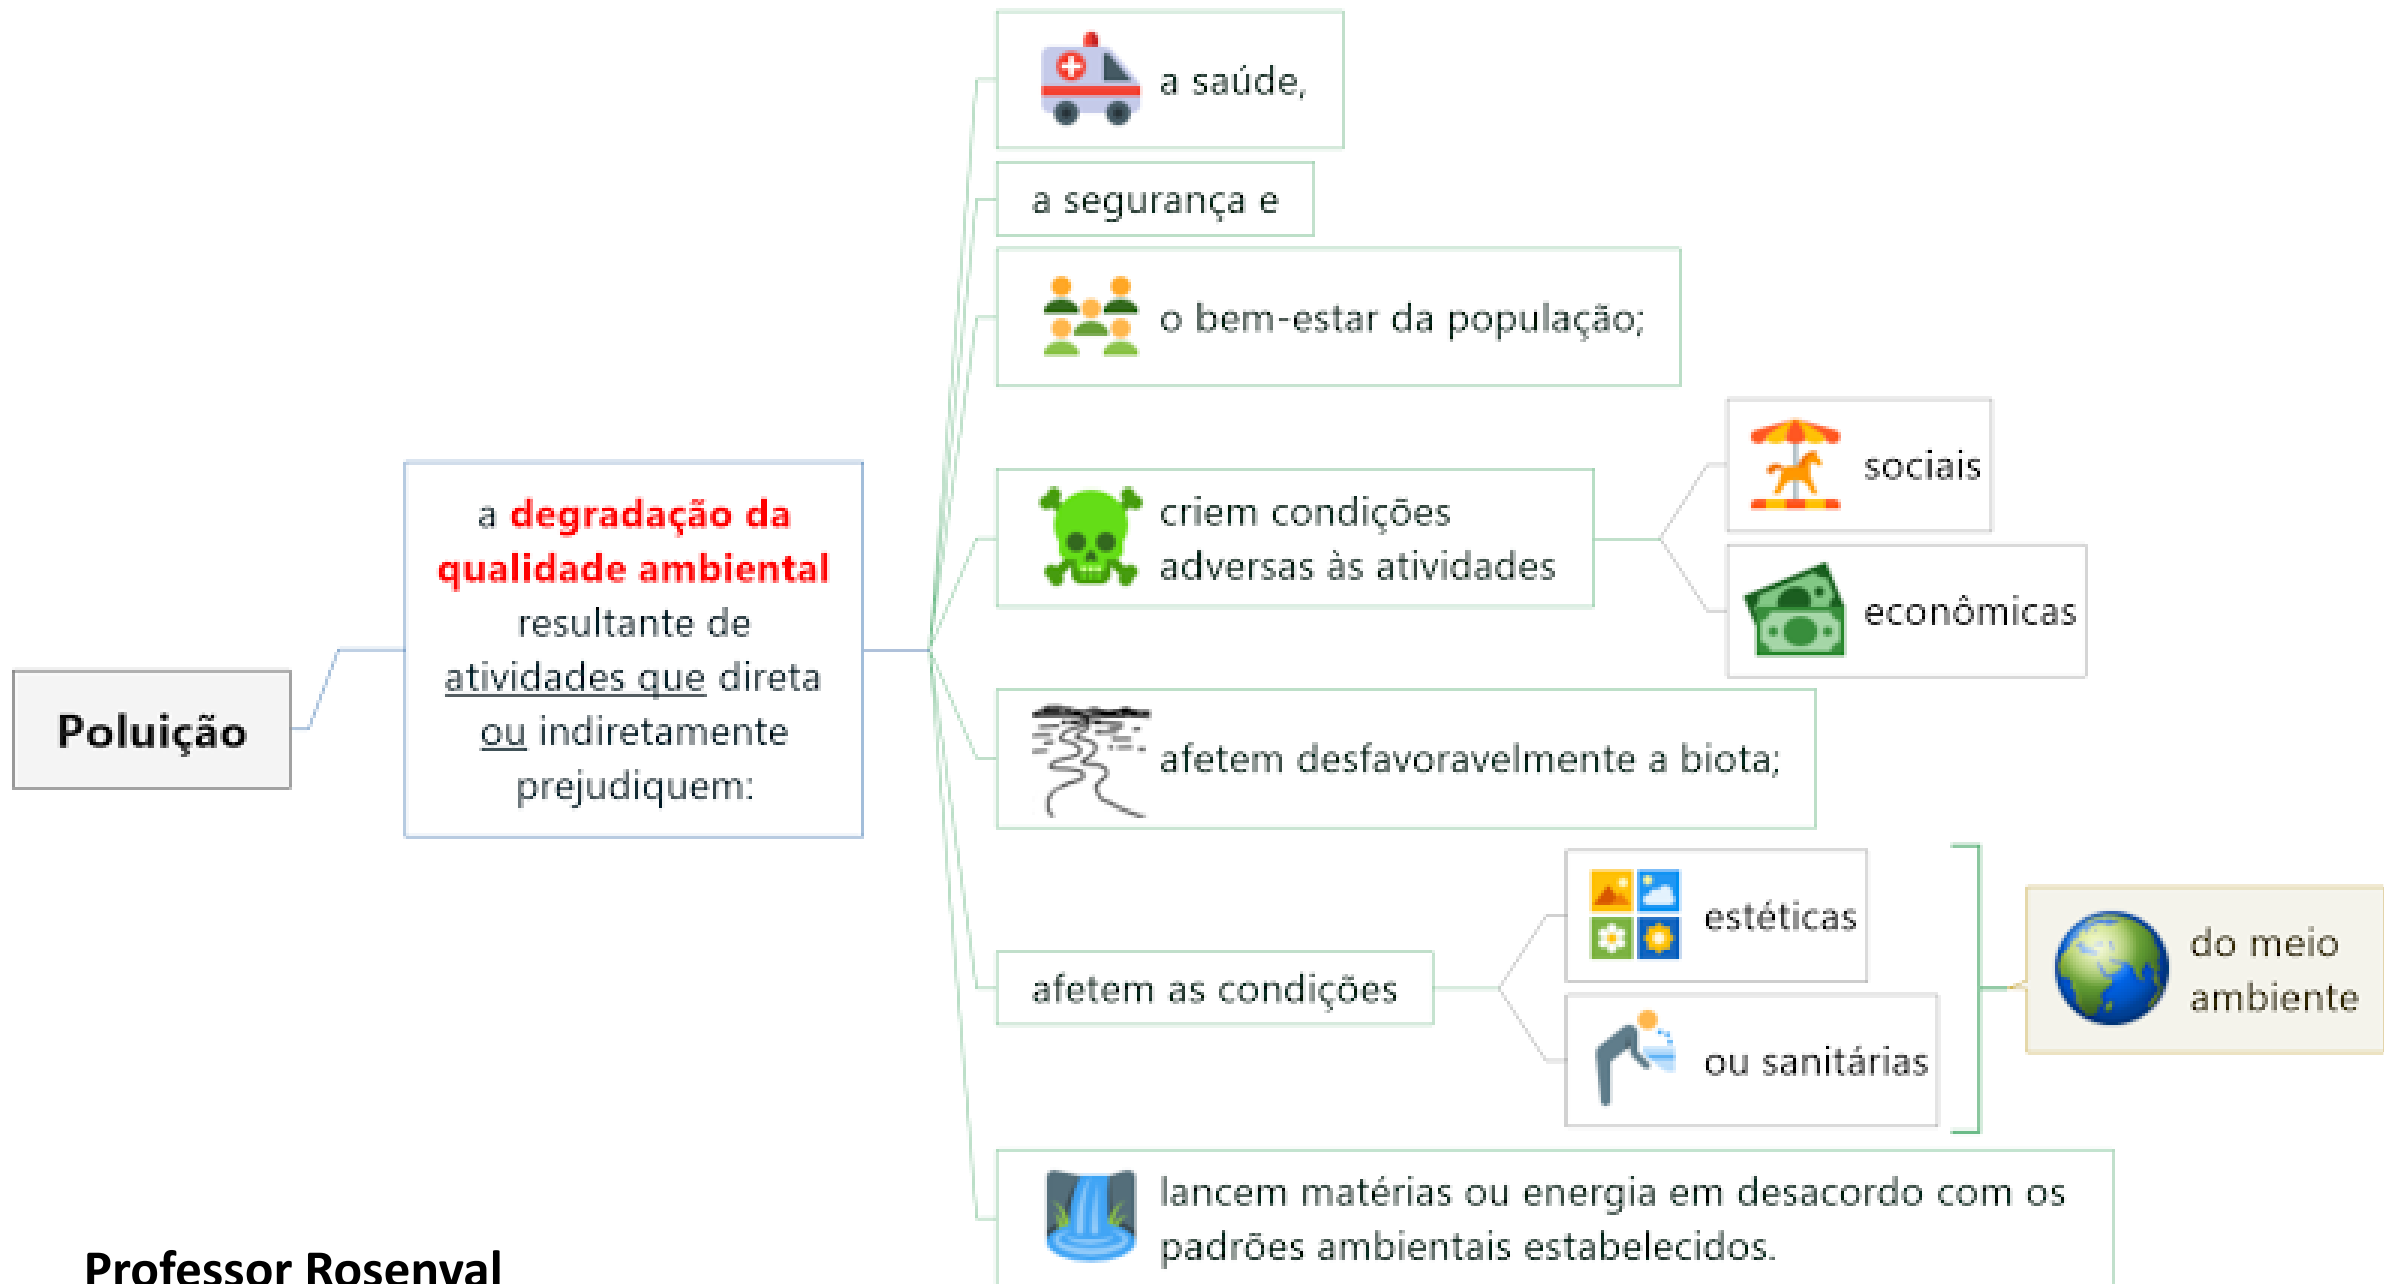 Poluição
a degradação da
qualidade ambiental
resultante de
atividades que direta
ou indiretamente
prejudiquem:
a saúde,
a segurança e
o bem-estar da população;
criem condições
adversas às atividades
sociais
econômicas
afetem desfavoravelmente a biota;
afetem as condições
estéticas
ou sanitárias
do meio
ambiente
lancem matérias ou energia em desacordo com os
padrões ambientais estabelecidos.
Professor Rosenval